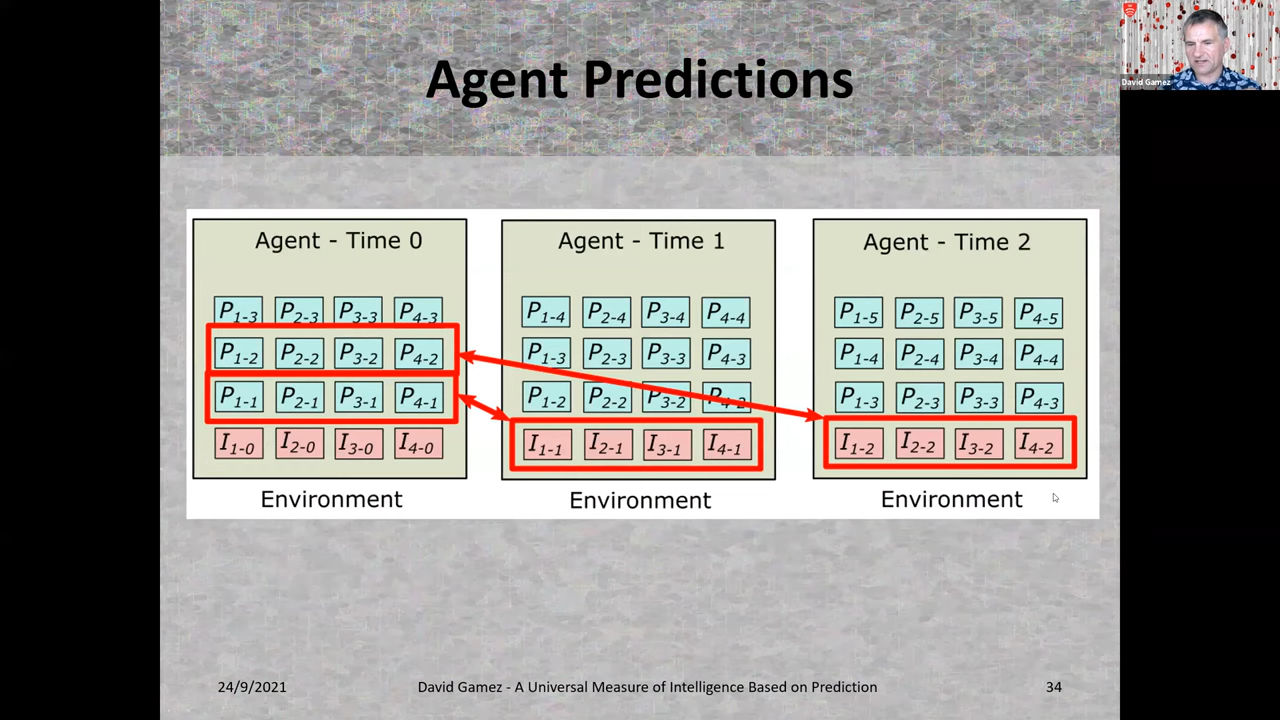 Agent Predictions
David Gamez
Agent - Time 0
P1-3 P2-3 P3-3 P4-3
P1-2 P2-2 P3-2 P4-2
P1-1 P2-1 P3-1 P4-1
I1-0 I2-0 I3-0 I4-0
Environment
Agent - Time 1
P1-4 P2-4 P3-4 P4-4
P1-3 P2-3 P3-3 P4-3
P1-2 P2-2 P3-2 P4-2
I1-1 I2-1 I3-1 I4-1
Environment
Agent - Time 2
P1-5 P2-5 P3-5 P4-5
P1-4 P2-4 P3-4 P4-4
P1-3 P2-3 P3-3 P4-3
I1-2 I2-2 I3-2 I4-2
Environment
24/9/2021
David Gamez - A Universal Measure of Intelligence Based on Prediction
34